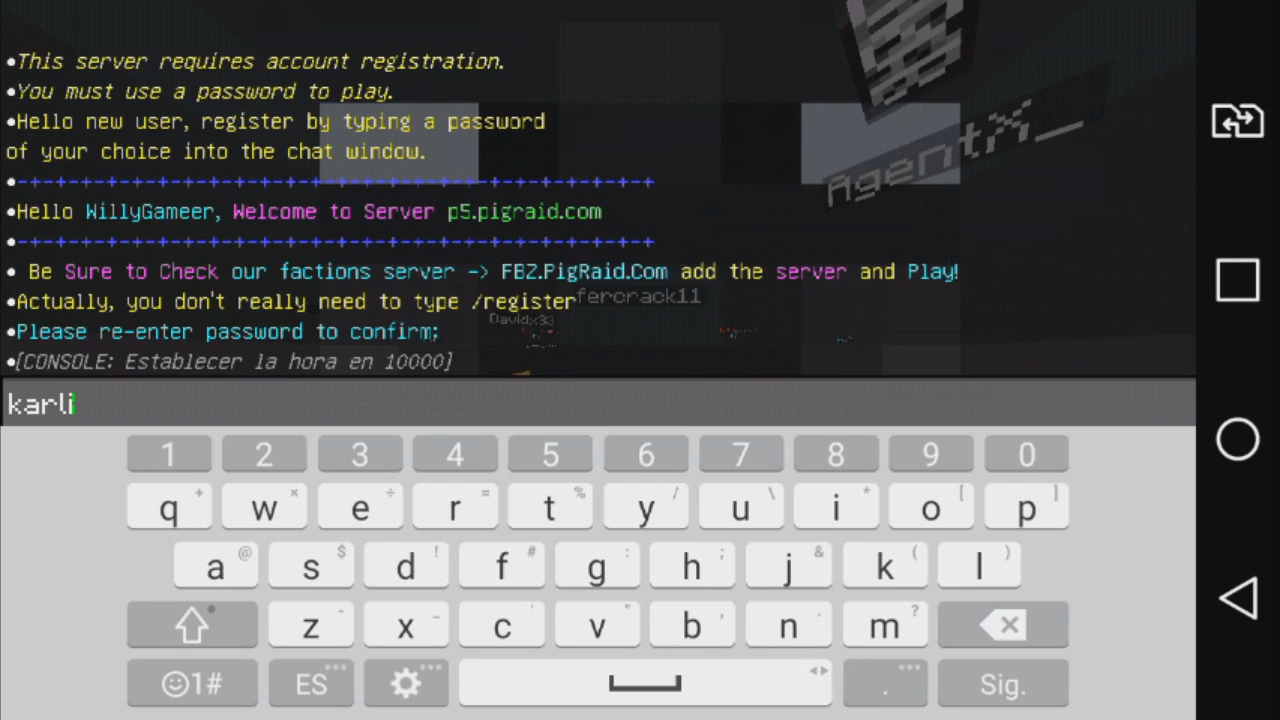 •This server requires account registration.
•You must use a password to play.
•Hello new user, register by typing a password
of your choice into the chat window.
•-+-+-+-+-+-+-+-+-+-+-+-+-+-+-+-+-+-+-+-+
•Hello WillyGameer, Welcome to Server p5.pigraid.com
•-+-+-+-+-+-+-+-+-+-+-+-+-+-+-+-+-+-+-+-+
• Be Sure to Check our factions server -> FBZ.PigRaid.Com add the server and Play!
•Actually, you don't really need to type /register
•Please re-enter password to confirm;
•[CONSOLE: Establecer la hora en 10000]
AgentX_
fercrack11
Davidx33
karli
1 2 3 4 5 6 7 8 9 0
q + w × e ÷ r = t % y / u \ i * o [ p ]
a @ s $ d ! f # g : h ; j & k ( l )
z - x _ c ' v " b , n . m ?
1# ES . Sig.